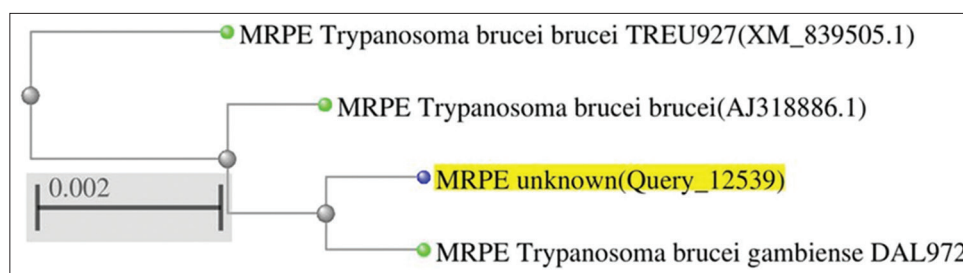 MRPE Trypanosoma brucei brucei TREU927(XM_839505.1)
MRPE Trypanosoma brucei brucei(AJ318886.1)
MRPE unknown(Query_12539)
0.002
MRPE Trypanosoma brucei gambiense DAL972